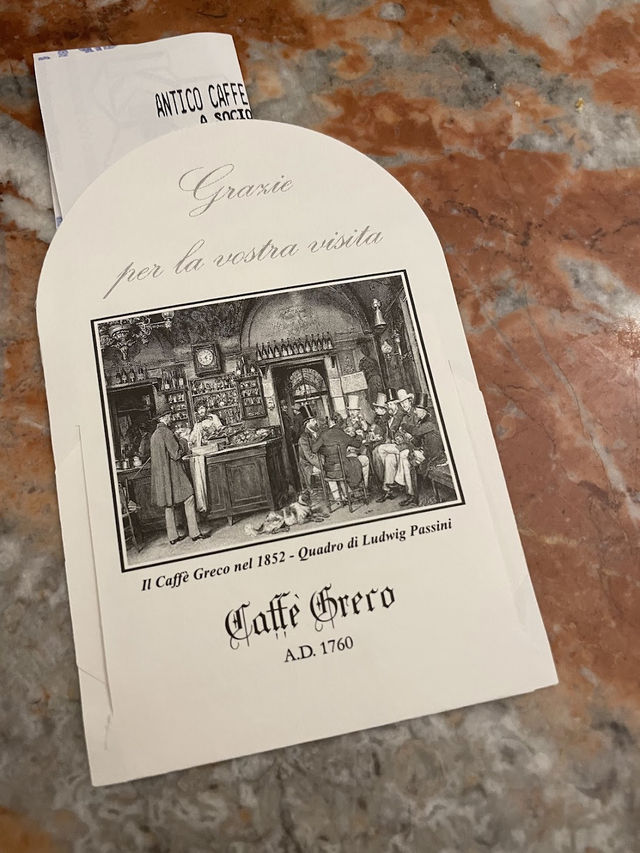 ANTICO CAFFE
A SOCIO
Grazie
per la vostra visita
Il Caffè Greco nel 1852 - Quadro di Ludwig Passini
Caffè Greco
A.D. 1760